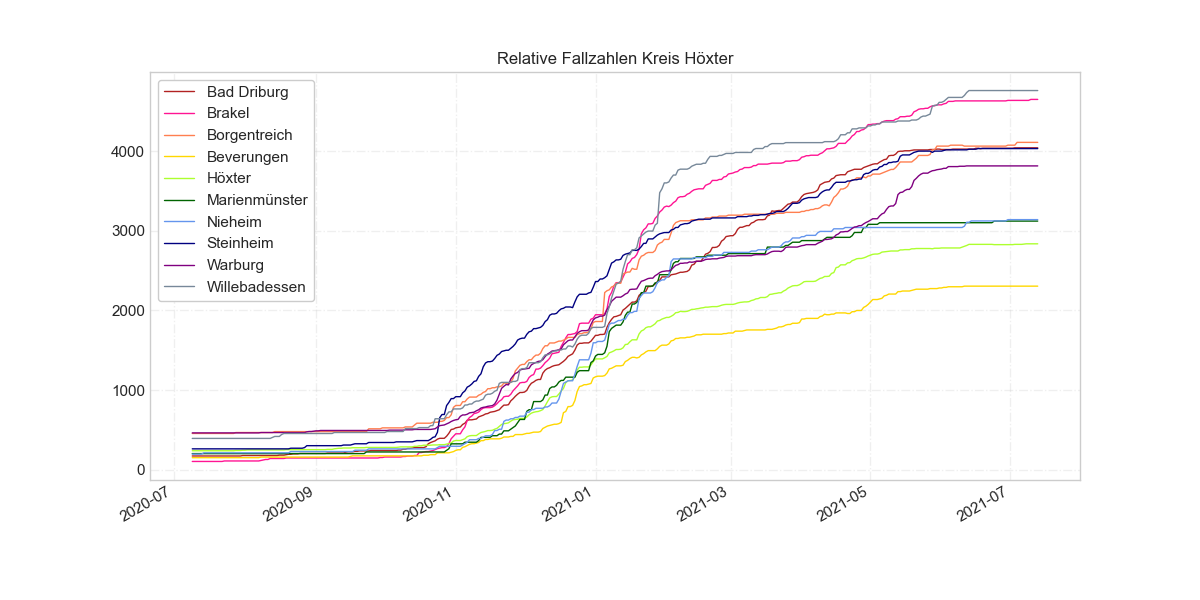 Relative Fallzahlen Kreis Höxter
Bad Driburg
Brakel
Borgentreich
Beverungen
Höxter
Marienmünster
Nieheim
Steinheim
Warburg
Willebadessen
4000
3000
2000
1000
0
2020-07
2020-09
2020-11
2021-01
2021-03
2021-05
2021-07